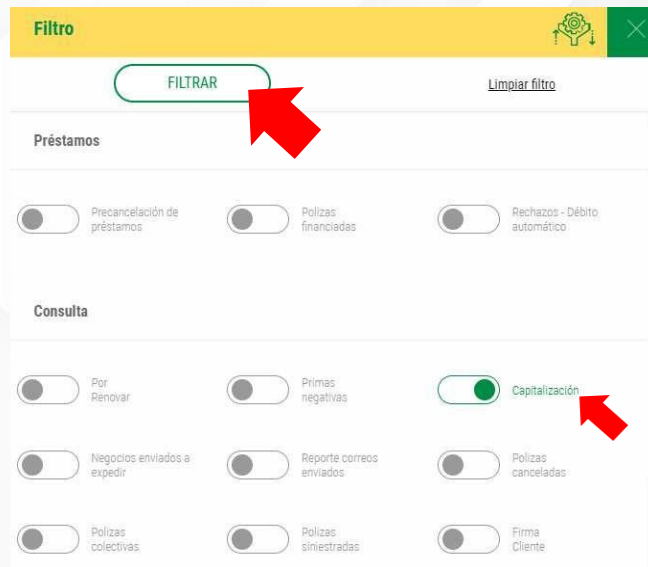 Filtro
FILTRAR
Limpiar filtro
Préstamos
Precancelación de
préstamos
Polizas
financiadas
Rechazos - Débito
automático
Consulta
Por
Renovar
Primas
negativas
Capitalización
Negocios enviados a
expedir
Reporte correos
enviados
Polizas
canceladas
Polizas
colectivas
Polizas
siniestradas
Firma
Cliente